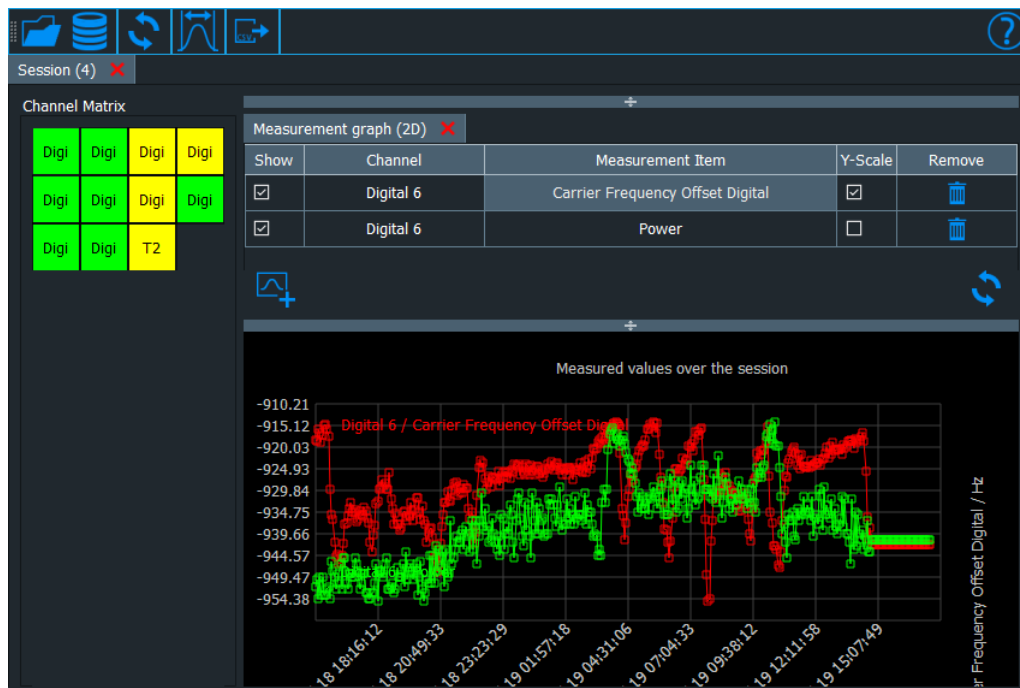 CSV
?
Session (4)
Channel Matrix
Digi Digi Digi Digi
Digi Digi Digi Digi
Digi Digi T2
Measurement graph (2D)
Show Channel Measurement Item Y-Scale Remove
Digital 6 Carrier Frequency Offset Digital
Digital 6 Power
Measured values over the session
-910.21
-915.12
-920.03
-924.93
-929.84
-934.75
-939.66
-944.57
-949.47
-954.38
Digital 6 / Carrier Frequency Offset
18 18:16:12
18 20:49:33
18 23:23:29
19 01:57:18
19 04:31:06
19 07:04:33
19 09:38:12
19 12:11:58
19 15:07:49
Frequency Offset Digital / Hz